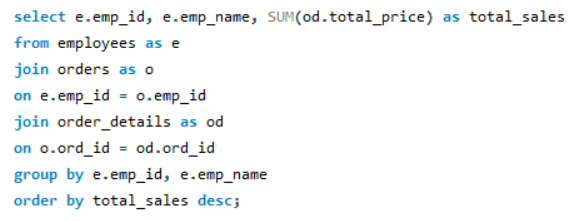 select e.emp_id, e.emp_name, SUM(od.total_price) as total_sales
from employees as e
join orders as o
on e.emp_id = o.emp_id
join order_details as od
on o.ord_id = od.ord_id
group by e.emp_id, e.emp_name
order by total_sales desc;